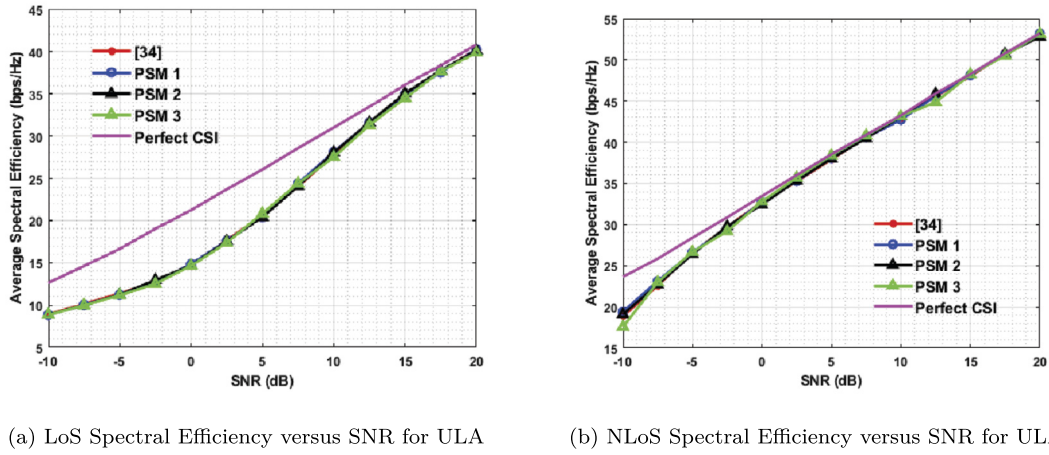 Average Spectral Efficiency (bps/Hz)
45
40
35
30
25
20
15
10
5
[34]
PSM 1
PSM 2
PSM 3
Perfect CSI
-10
-5
0
5
10
15
20
SNR (dB)
(a) LoS Spectral Efficiency versus SNR for ULA
Average Spectral Efficiency (bps/Hz)
55
50
45
40
35
30
25
20
15
[34]
PSM 1
PSM 2
PSM 3
Perfect CSI
-10
-5
0
5
10
15
20
SNR (dB)
(b) NLoS Spectral Efficiency versus SNR for UL